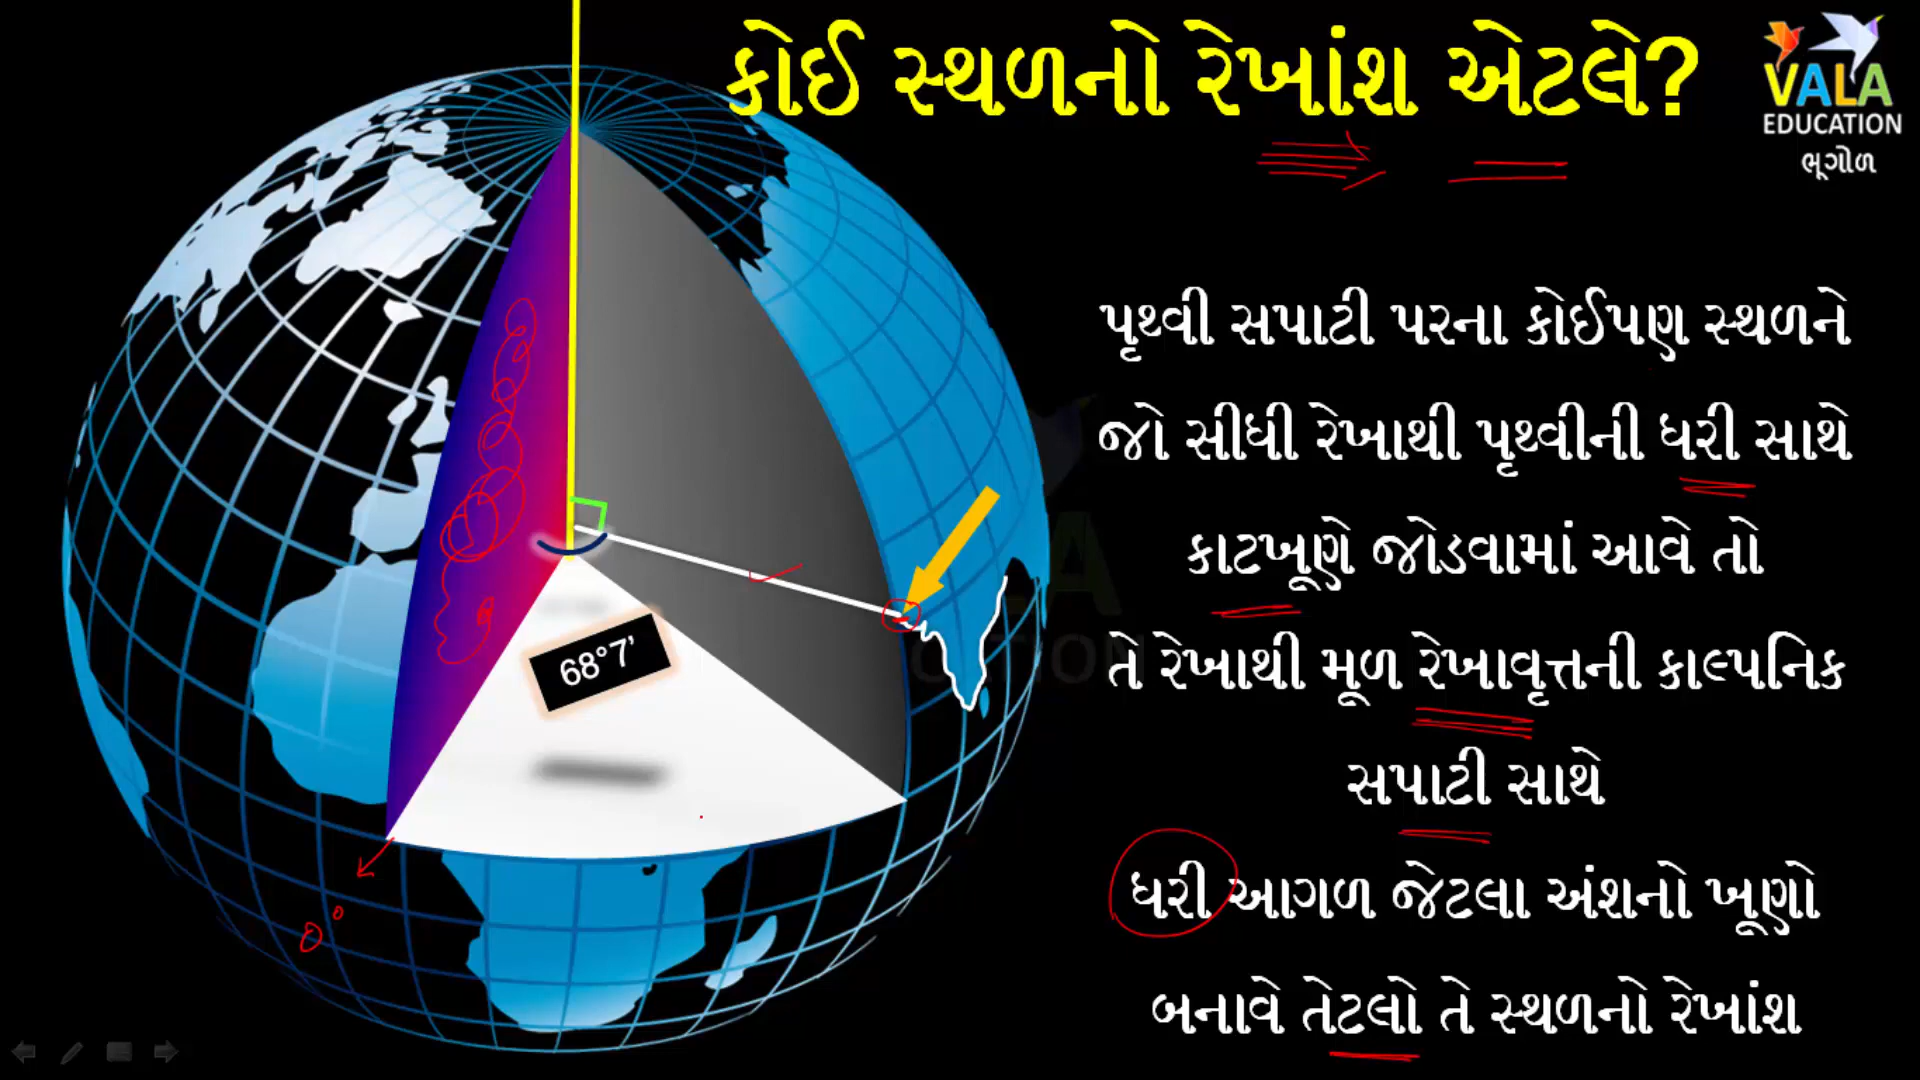 કોઈ સ્થળનો રેખાંશ એટલે?
VALA
EDUCATION
ભૂગોળ
પૃથ્વી સપાટી પરના કોઈપણ સ્થળને
જો સીધી રેખાથી પૃથ્વીની ધરી સાથે
કાટખૂણે જોડવામાં આવે તો
તે રેખાથી મૂળ રેખાવૃત્તની કાલ્પનિક
સપાટી સાથે
ધરી આગળ જેટલા અંશનો ખૂણો
બનાવે તેટલો તે સ્થળનો રેખાંશ
68°7’
0°